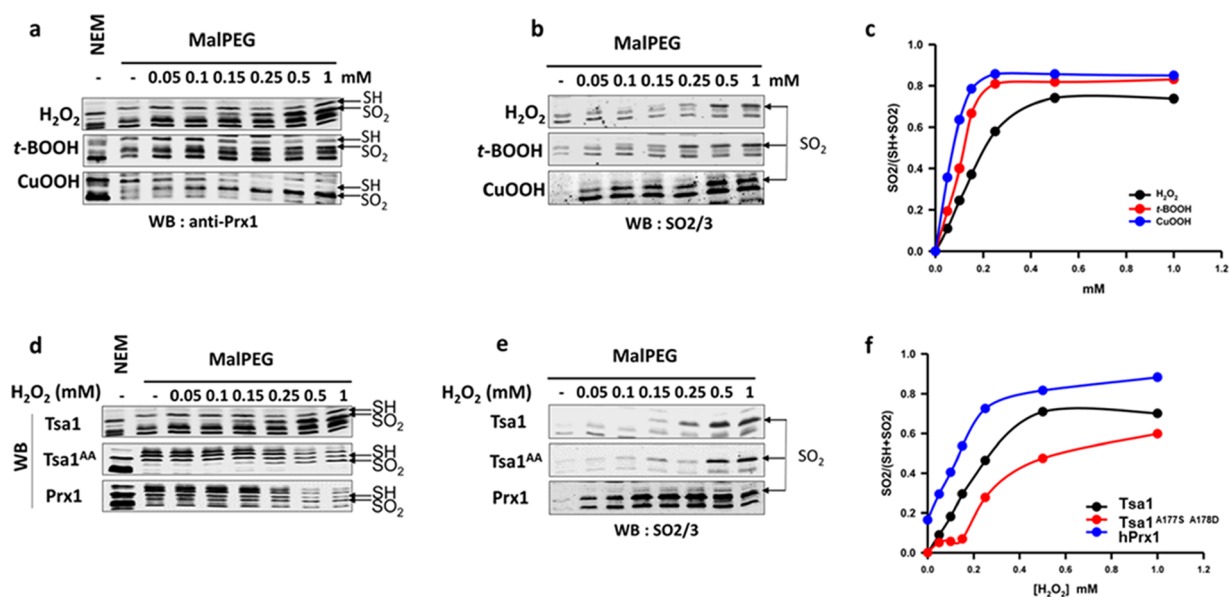 a
NEM
MalPEG
- - 0.05 0.1 0.15 0.25 0.5 1 mM
H₂O₂
SH
SO₂
t-BOOH
SH
SO₂
CuOOH
SH
SO₂
WB : anti-Prx1
b
MalPEG
- 0.05 0.1 0.15 0.25 0.5 1 mM
H₂O₂
t-BOOH
SO₂
CuOOH
WB : SO2/3
c
SO2/(SH+SO2)
1.0
0.8
0.6
0.4
0.2
0.0
H₂O₂
t-BOOH
CuOOH
0.0 0.2 0.4 0.6 0.8 1.0 1.2
mM
d
NEM
MalPEG
H₂O₂ (mM) - - 0.05 0.1 0.15 0.25 0.5 1
WB
Tsa1
SH
SO₂
Tsa1ᴬᴬ
SH
SO₂
Prx1
SH
SO₂
e
MalPEG
H₂O₂ (mM) - 0.05 0.1 0.15 0.25 0.5 1
Tsa1
Tsa1ᴬᴬ
SO₂
Prx1
WB : SO2/3
f
SO2/(SH+SO2)
1.0
0.8
0.6
0.4
0.2
0.0
Tsa1
Tsa1 A177S A178D
hPrx1
0.0 0.2 0.4 0.6 0.8 1.0 1.2
[H₂O₂] mM